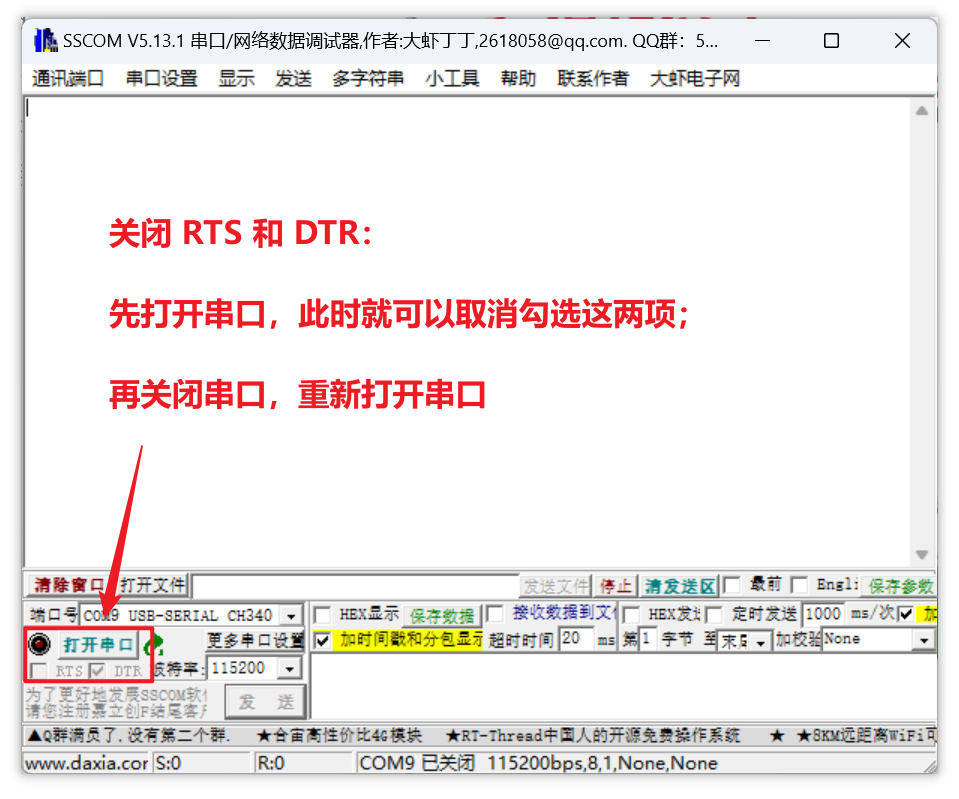 SSCOM V5.13.1 串口/网络数据调试器,作者:大虾丁丁,2618058@qq.com. QQ群: 5...
通讯端口 串口设置 显示 发送 多字符串 小工具 帮助 联系作者 大虾电子网
关闭 RTS 和 DTR：
先打开串口，此时就可以取消勾选这两项；
再关闭串口，重新打开串口
清除窗口 打开文件 发送文件 停止 清发送区 最前 Engli 保存参数
端口号 COM9 USB-SERIAL CH340 HEX显示 保存数据 接收数据到文 HEX发 定时发送 1000 ms/次 加
打开串口 更多串口设置 加时间戳和分包显示 超时时间 20 ms 第1 字节 至 末尾 加校验 None
RTS DTR 波特率: 115200
为了更好地发展SSCOM软件
请您注册嘉立创F结尾客户
发 送
▲Q群满员了,没有第二个群. ★合宙高性价比4G模块 ★RT-Thread中国人的开源免费操作系统 ★ ★8KM远距离WiFi可
www.daxia.cor S:0 R:0 COM9 已关闭 115200bps,8,1,None,None